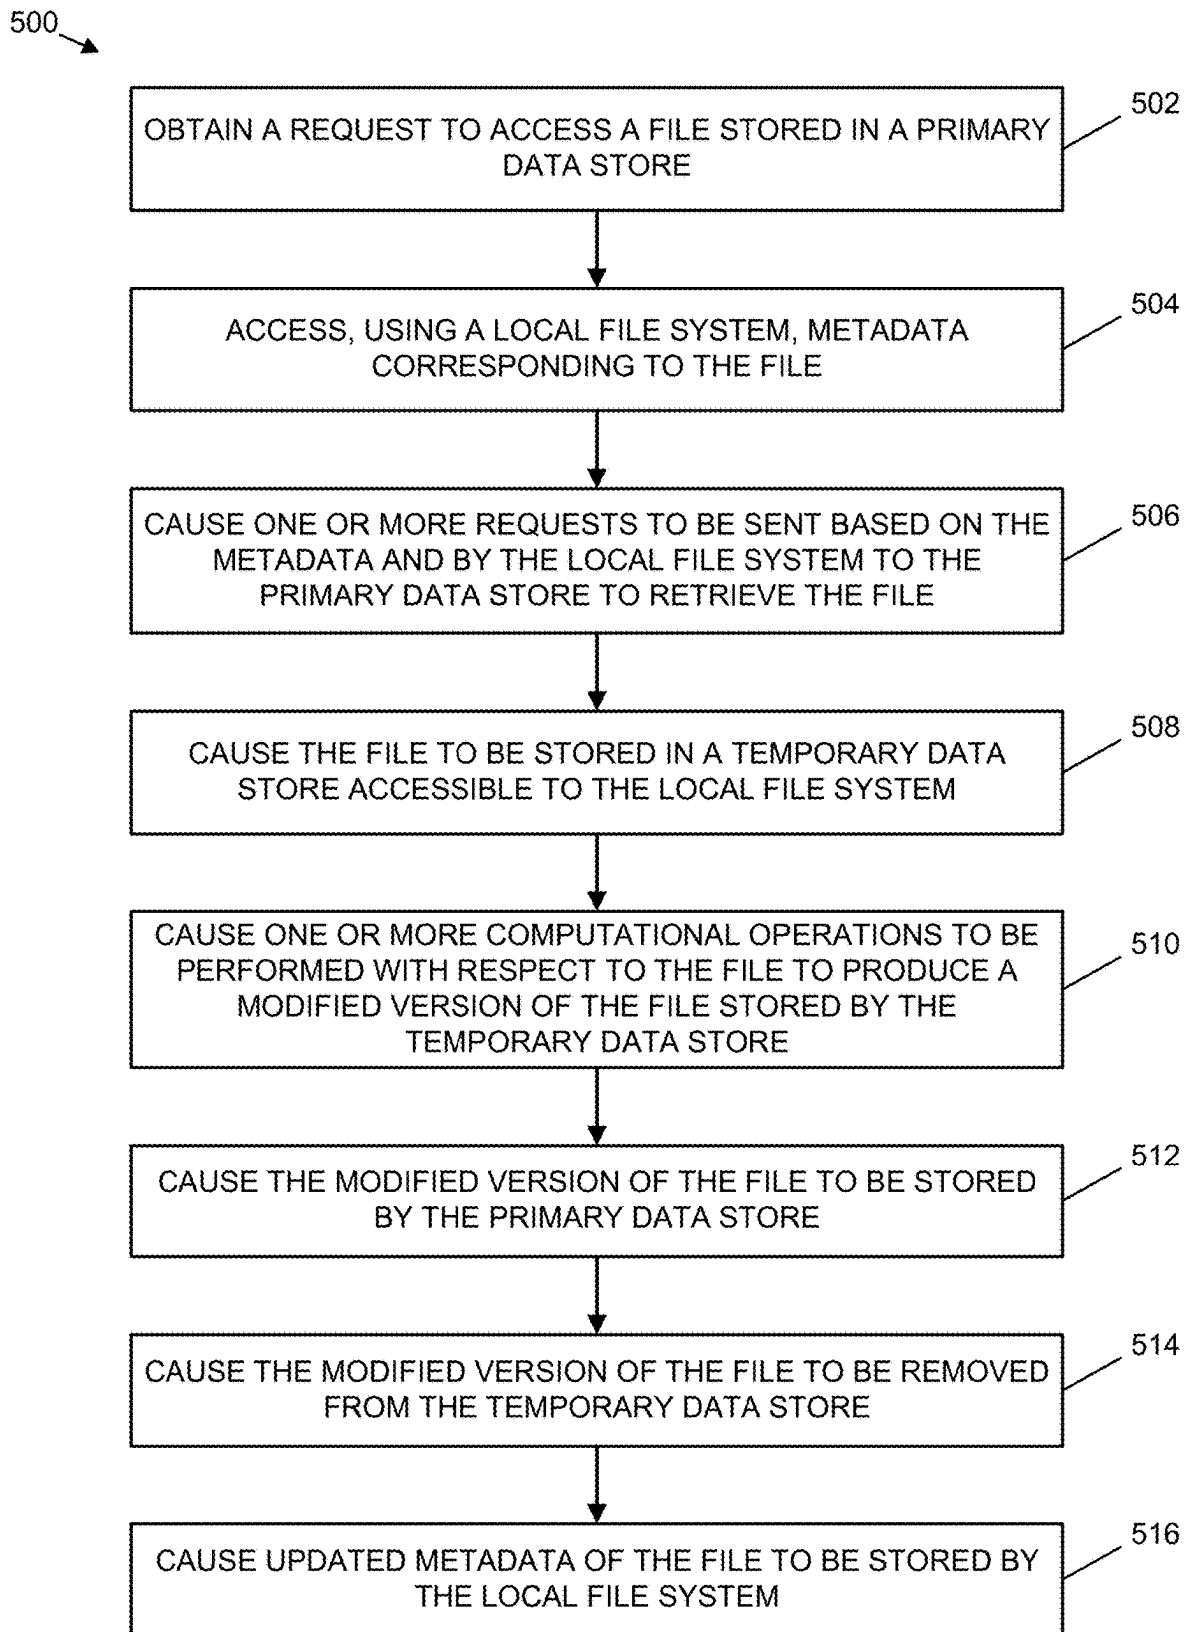 500
502
OBTAIN A REQUEST TO ACCESS A FILE STORED IN A PRIMARY
DATA STORE
504
ACCESS, USING A LOCAL FILE SYSTEM, METADATA
CORRESPONDING TO THE FILE
506
CAUSE ONE OR MORE REQUESTS TO BE SENT BASED ON THE
METADATA AND BY THE LOCAL FILE SYSTEM TO THE
PRIMARY DATA STORE TO RETRIEVE THE FILE
508
CAUSE THE FILE TO BE STORED IN A TEMPORARY DATA
STORE ACCESSIBLE TO THE LOCAL FILE SYSTEM
510
CAUSE ONE OR MORE COMPUTATIONAL OPERATIONS TO BE
PERFORMED WITH RESPECT TO THE FILE TO PRODUCE A
MODIFIED VERSION OF THE FILE STORED BY THE
TEMPORARY DATA STORE
512
CAUSE THE MODIFIED VERSION OF THE FILE TO BE STORED
BY THE PRIMARY DATA STORE
514
CAUSE THE MODIFIED VERSION OF THE FILE TO BE REMOVED
FROM THE TEMPORARY DATA STORE
516
CAUSE UPDATED METADATA OF THE FILE TO BE STORED BY
THE LOCAL FILE SYSTEM